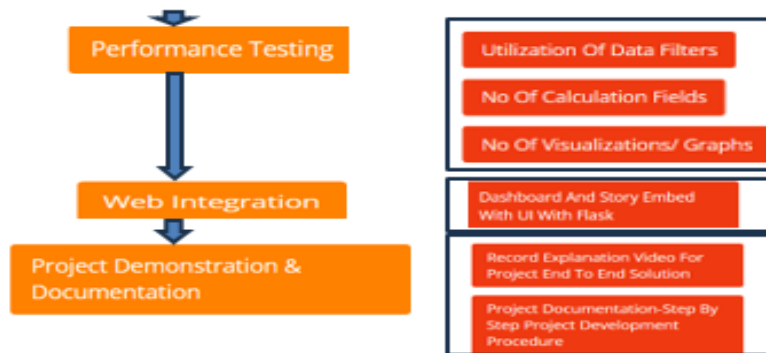 Performance Testing
Utilization Of Data Filters
No Of Calculation Fields
No Of Visualizations/ Graphs
Web Integration
Dashboard And Story Embed
With UI With Flask
Project Demonstration &
Documentation
Record Explanation Video For
Project End To End Solution
Project Documentation-Step By
Step Project Development
Procedure